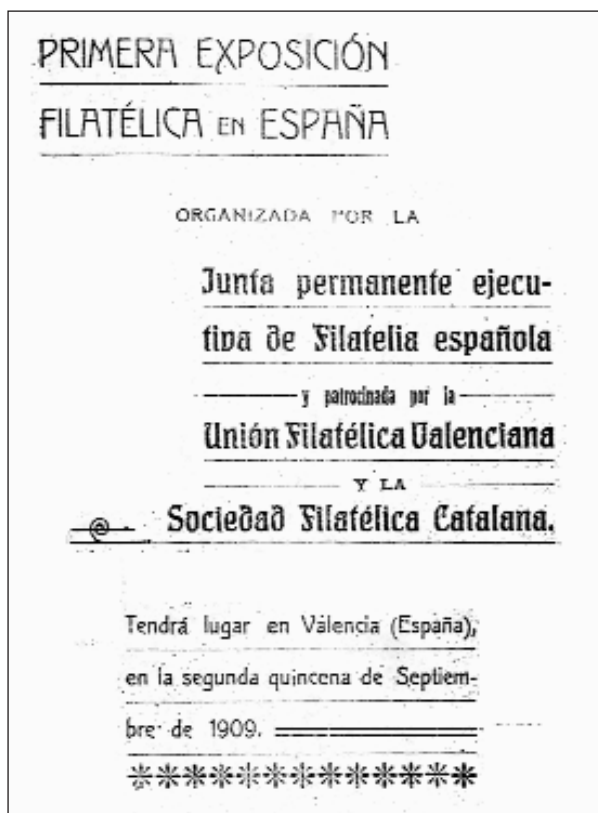 PRIMERA EXPOSICIÓN
FILATÉLICA EN ESPAÑA
ORGANIZADA POR LA
Junta permanente ejecu-
tiva de Filatelia española
y patrocinada por la
Unión Filatélica Valenciana
Y LA
Sociedad Filatélica Catalana.
Tendrá lugar en Valencia (España),
en la segunda quincena de Septiem-
bre de 1909.